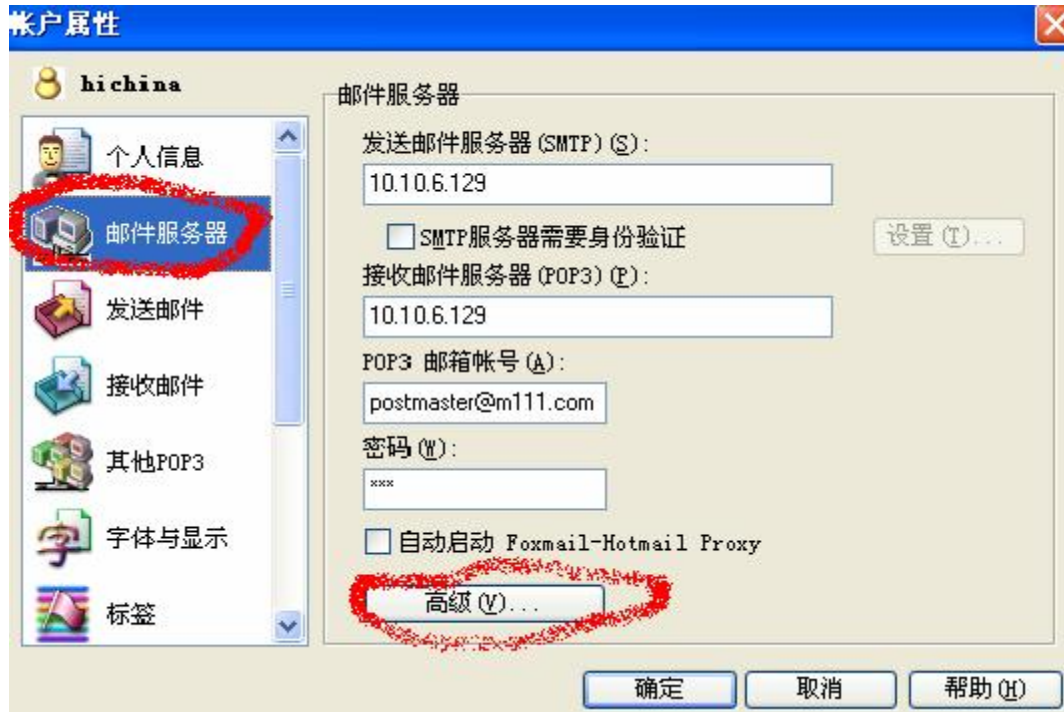 帐户属性
hichina
个人信息
邮件服务器
发送邮件
接收邮件
其他POP3
字体与显示
标签
邮件服务器
发送邮件服务器(SMTP)(S):
10.10.6.129
SMTP服务器需要身份验证
设置(T)...
接收邮件服务器(POP3)(P):
10.10.6.129
POP3 邮箱帐号(A):
postmaster@m111.com
密码(W):
***
自动启动 Foxmail-Hotmail Proxy
高级(V)...
确定
取消
帮助(H)